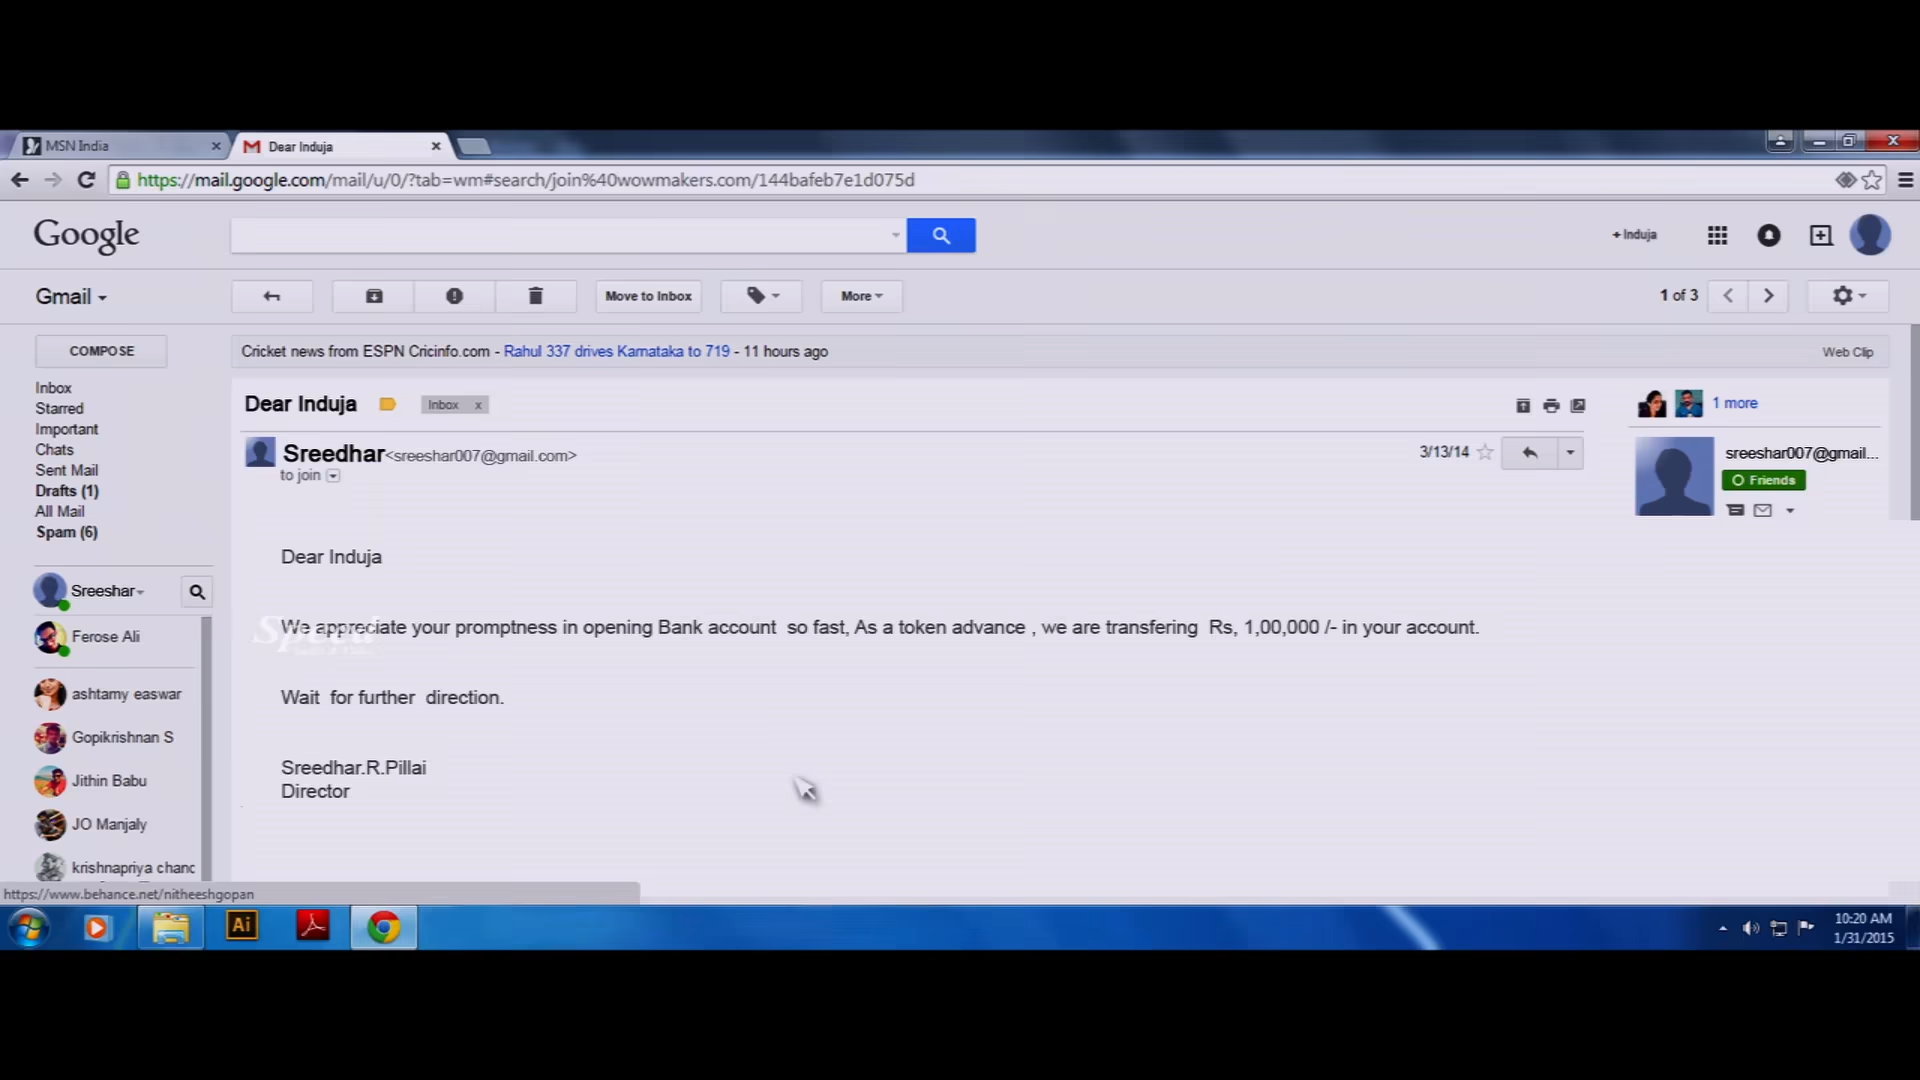 MSN India
Dear Induja
https://mail.google.com/mail/u/0/?tab=wm#search/join%40wowmakers.com/144bafeb7e1d075d
Google
+ Induja
Gmail
Move to Inbox
More
1 of 3
COMPOSE
Cricket news from ESPN Cricinfo.com - Rahul 337 drives Karnataka to 719 - 11 hours ago
Web Clip
Inbox
Starred
Important
Chats
Sent Mail
Drafts (1)
All Mail
Spam (6)
Dear Induja
Inbox x
1 more
Sreedhar <sreeshar007@gmail.com>
3/13/14
to join
sreeshar007@gmail...
Friends
Dear Induja
We appreciate your promptness in opening Bank account so fast, As a token advance , we are transfering Rs, 1,00,000 /- in your account.
Wait for further direction.
Sreedhar.R.Pillai
Director
Sreeshar
Ferose Ali
ashtamy easwar
Gopikrishnan S
Jithin Babu
JO Manjaly
krishnapriya chanc
https://www.behance.net/nitheeshgopan
Ai
10:20 AM
1/31/2015
Speed